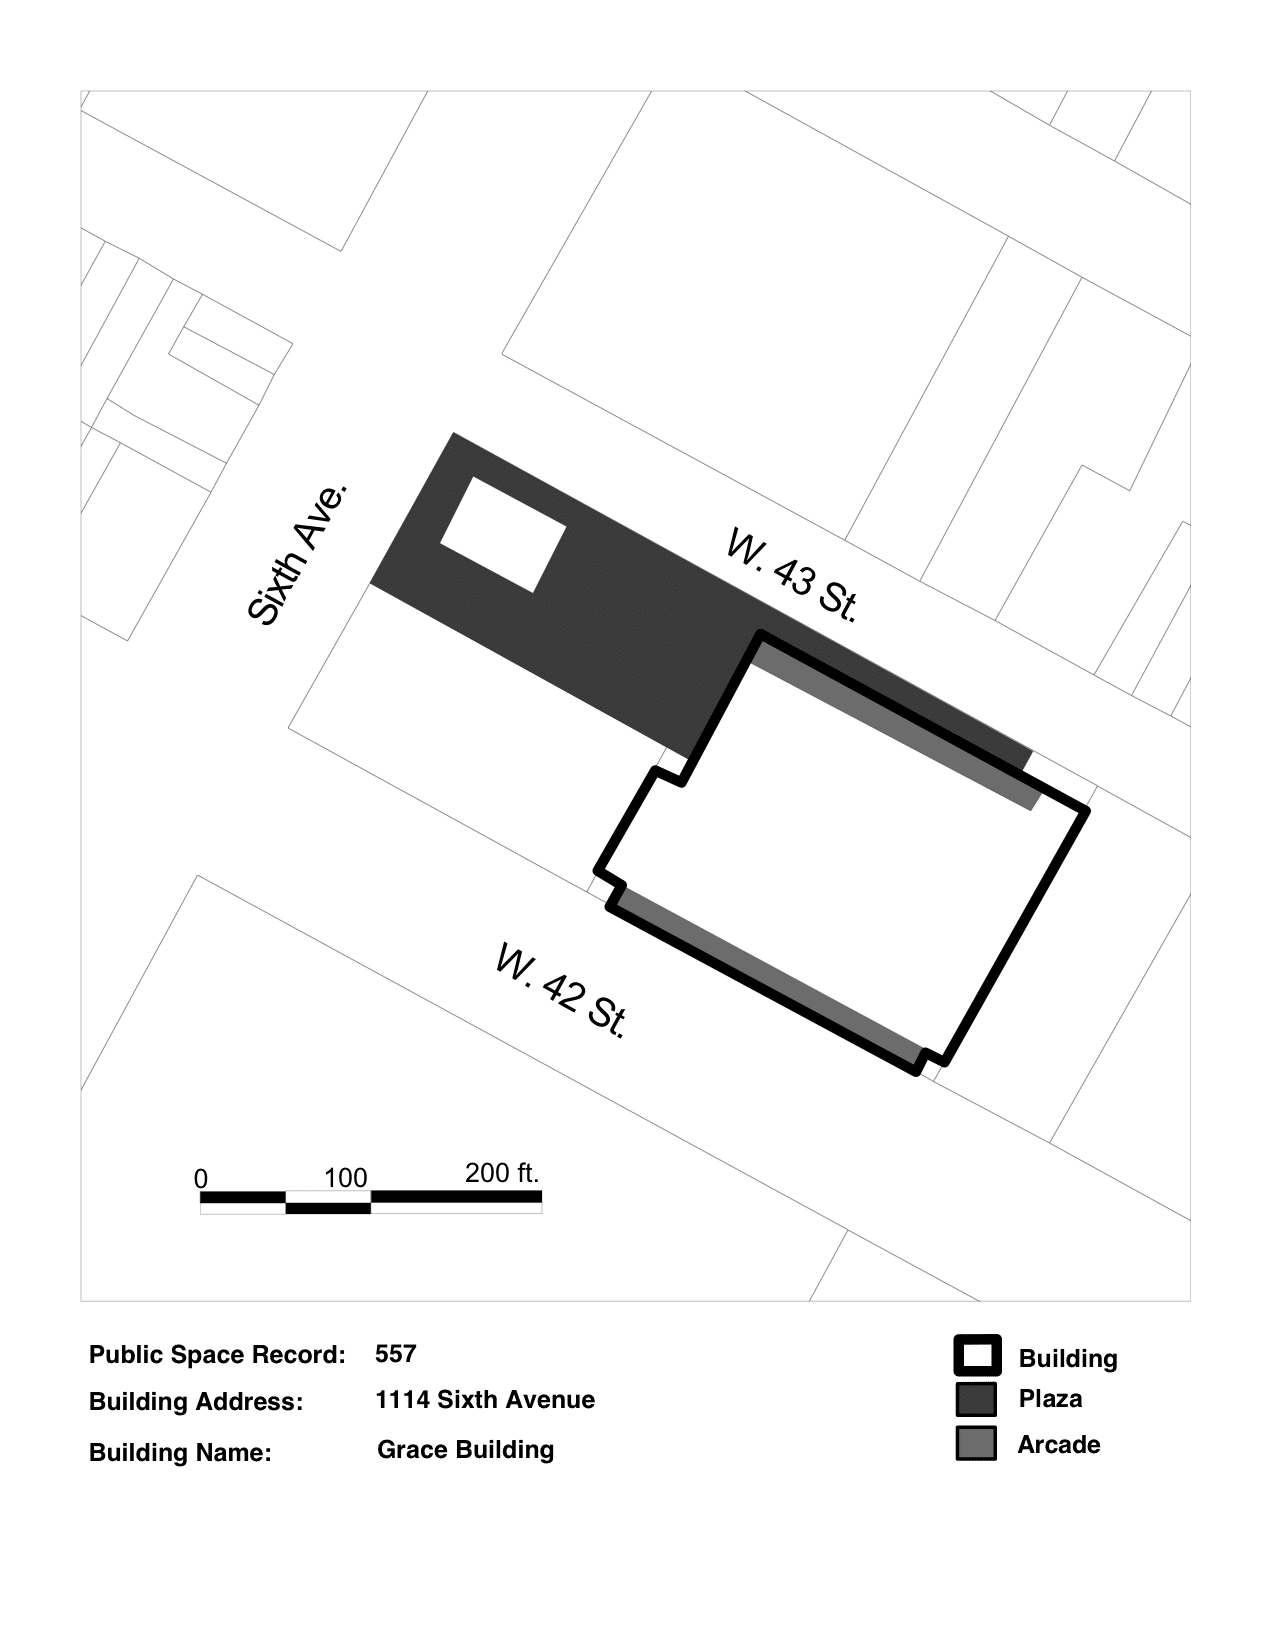 Sixth Ave.
W. 43 St.
W. 42 St.
0 100 200 ft.
Public Space Record: 557
Building Address: 1114 Sixth Avenue
Building Name: Grace Building
Building
Plaza
Arcade